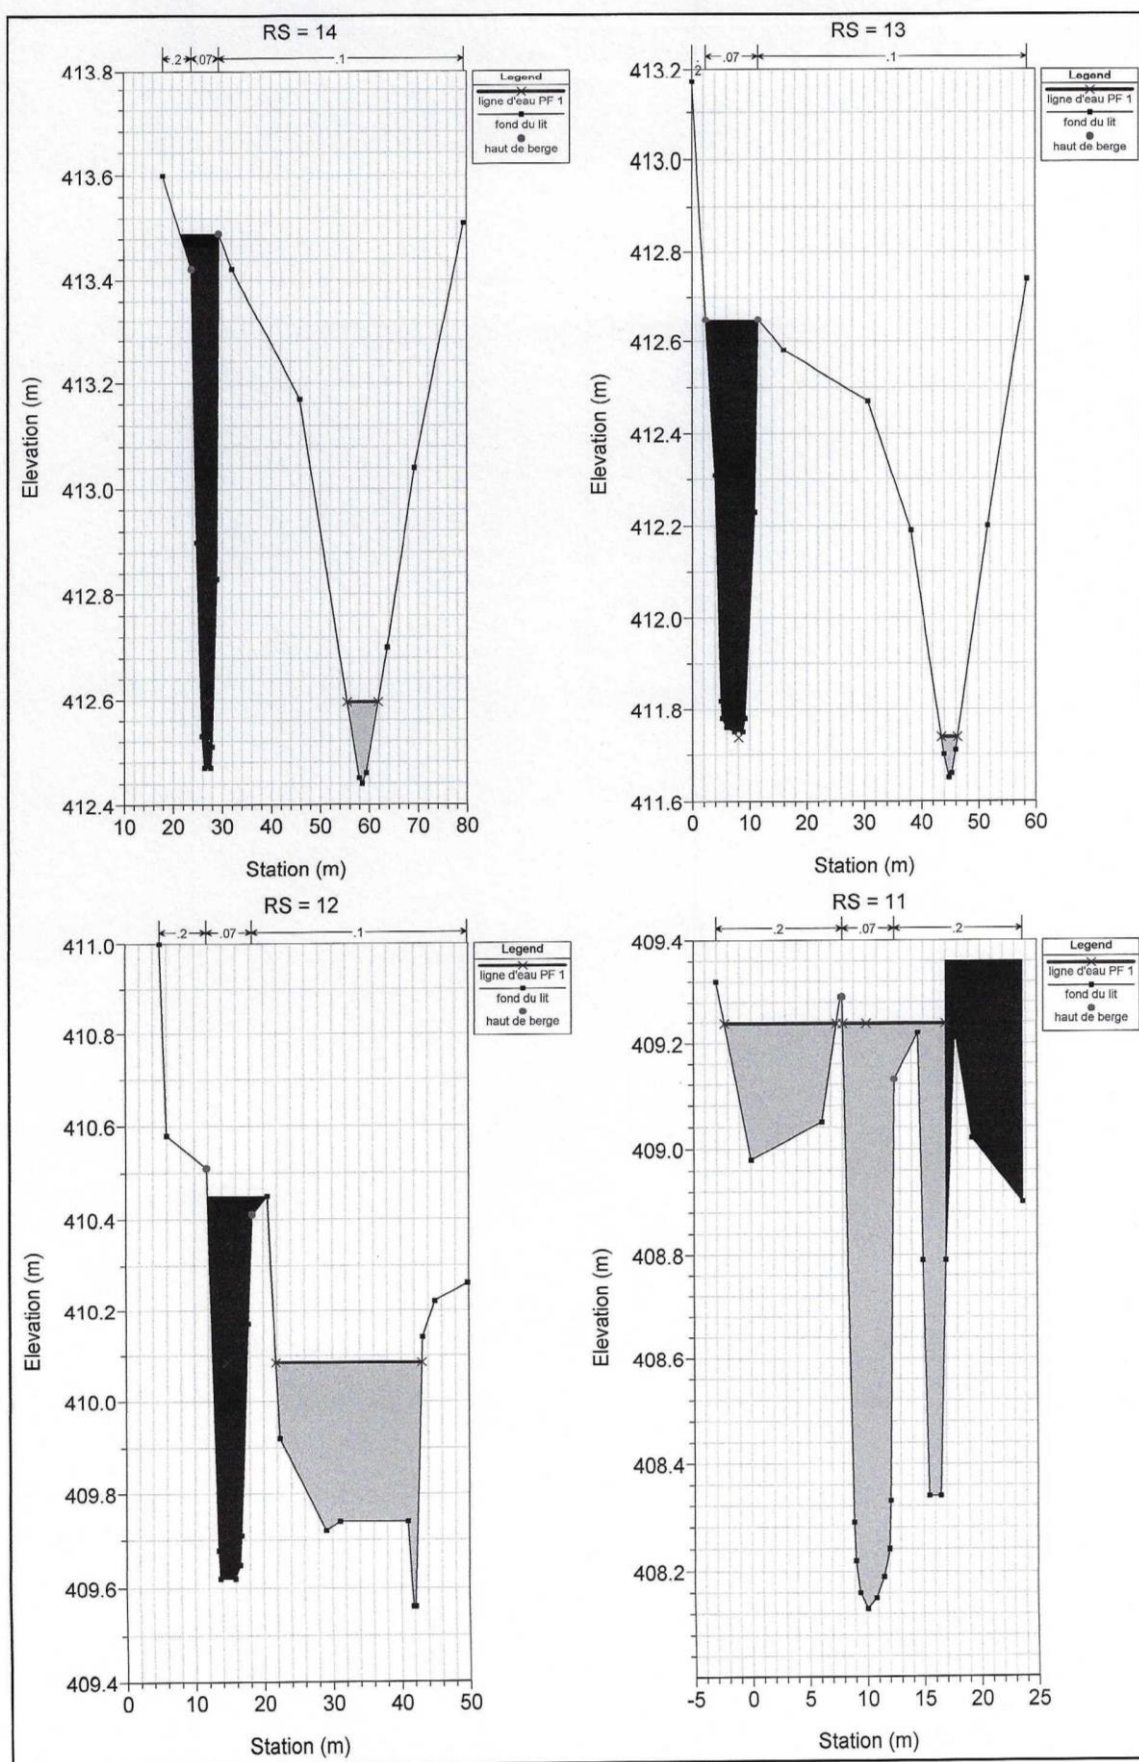 RS = 14
.2 .07 .1
413.8
413.6
413.4
413.2
413.0
412.8
412.6
412.4
10 20 30 40 50 60 70 80
Elevation (m)
Station (m)
Legend
ligne d'eau PF 1
fond du lit
haut de berge
RS = 13
.2 .07 .1
413.2
413.0
412.8
412.6
412.4
412.2
412.0
411.8
411.6
0 10 20 30 40 50 60
Elevation (m)
Station (m)
Legend
ligne d'eau PF 1
fond du lit
haut de berge
RS = 12
.2 .07 .1
411.0
410.8
410.6
410.4
410.2
410.0
409.8
409.6
409.4
0 10 20 30 40 50
Elevation (m)
Station (m)
Legend
ligne d'eau PF 1
fond du lit
haut de berge
RS = 11
.2 .07 .2
409.4
409.2
409.0
408.8
408.6
408.4
408.2
-5 0 5 10 15 20 25
Elevation (m)
Station (m)
Legend
ligne d'eau PF 1
fond du lit
haut de berge